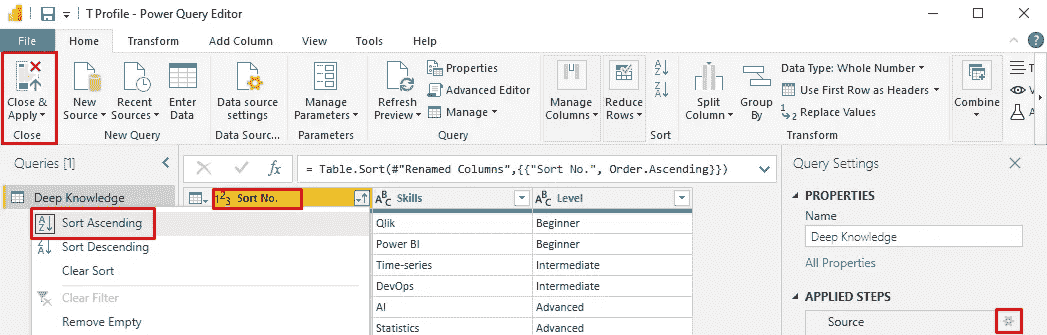 T Profile - Power Query Editor
File Home Transform Add Column View Tools Help
Close & Apply
New Source
Recent Sources
Enter Data
Data source settings
Manage Parameters
Refresh Preview
Properties
Advanced Editor
Manage
Manage Columns
Reduce Rows
Split Column
Group By
Data Type: Whole Number
Use First Row as Headers
Replace Values
Combine
Close New Query Data Sourc... Parameters Query Sort Transform
Queries [1]
= Table.Sort(#"Renamed Columns",{{"Sort No.", Order.Ascending}})
Query Settings
Deep Knowledge
Sort No. Skills Level
Sort Ascending
Sort Descending
Clear Sort
Clear Filter
Remove Empty
Qlik Beginner
Power BI Beginner
Time-series Intermediate
DevOps Intermediate
AI Advanced
Statistics Advanced
PROPERTIES
Name
Deep Knowledge
All Properties
APPLIED STEPS
Source